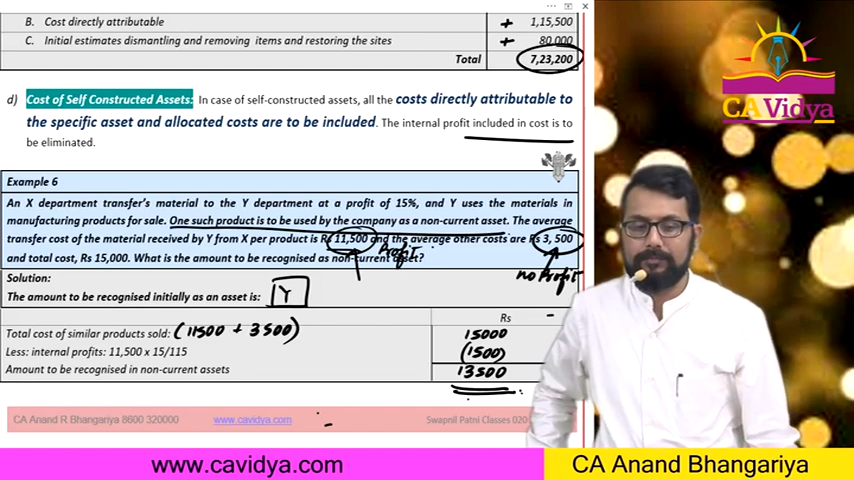 B. Cost directly attributable + 1,15,500
C. Initial estimates dismantling and removing items and restoring the sites + 80,000
Total 7,23,200
d) Cost of Self Constructed Assets: In case of self-constructed assets, all the costs directly attributable to
the specific asset and allocated costs are to be included. The internal profit included in cost is to
be eliminated.
Example 6
An X department transfer's material to the Y department at a profit of 15%, and Y uses the materials in
manufacturing products for sale. One such product is to be used by the company as a non-current asset. The average
transfer cost of the material received by Y from X per product is Rs 11,500 and the average other costs are Rs 3, 500
Profit
and total cost, Rs 15,000. What is the amount to be recognised as non-current asset?
no Profit
Solution:
The amount to be recognised initially as an asset is: Y
Rs
Total cost of similar products sold: (11500 + 3500) 15000
Less: internal profits: 11,500 x 15/115 (1500)
Amount to be recognised in non-current assets 13500
CA Anand R Bhangariya 8600 320000 www.cavidya.com Swapnil Patni Classes 020
CA Vidya
www.cavidya.com
CA Anand Bhangariya